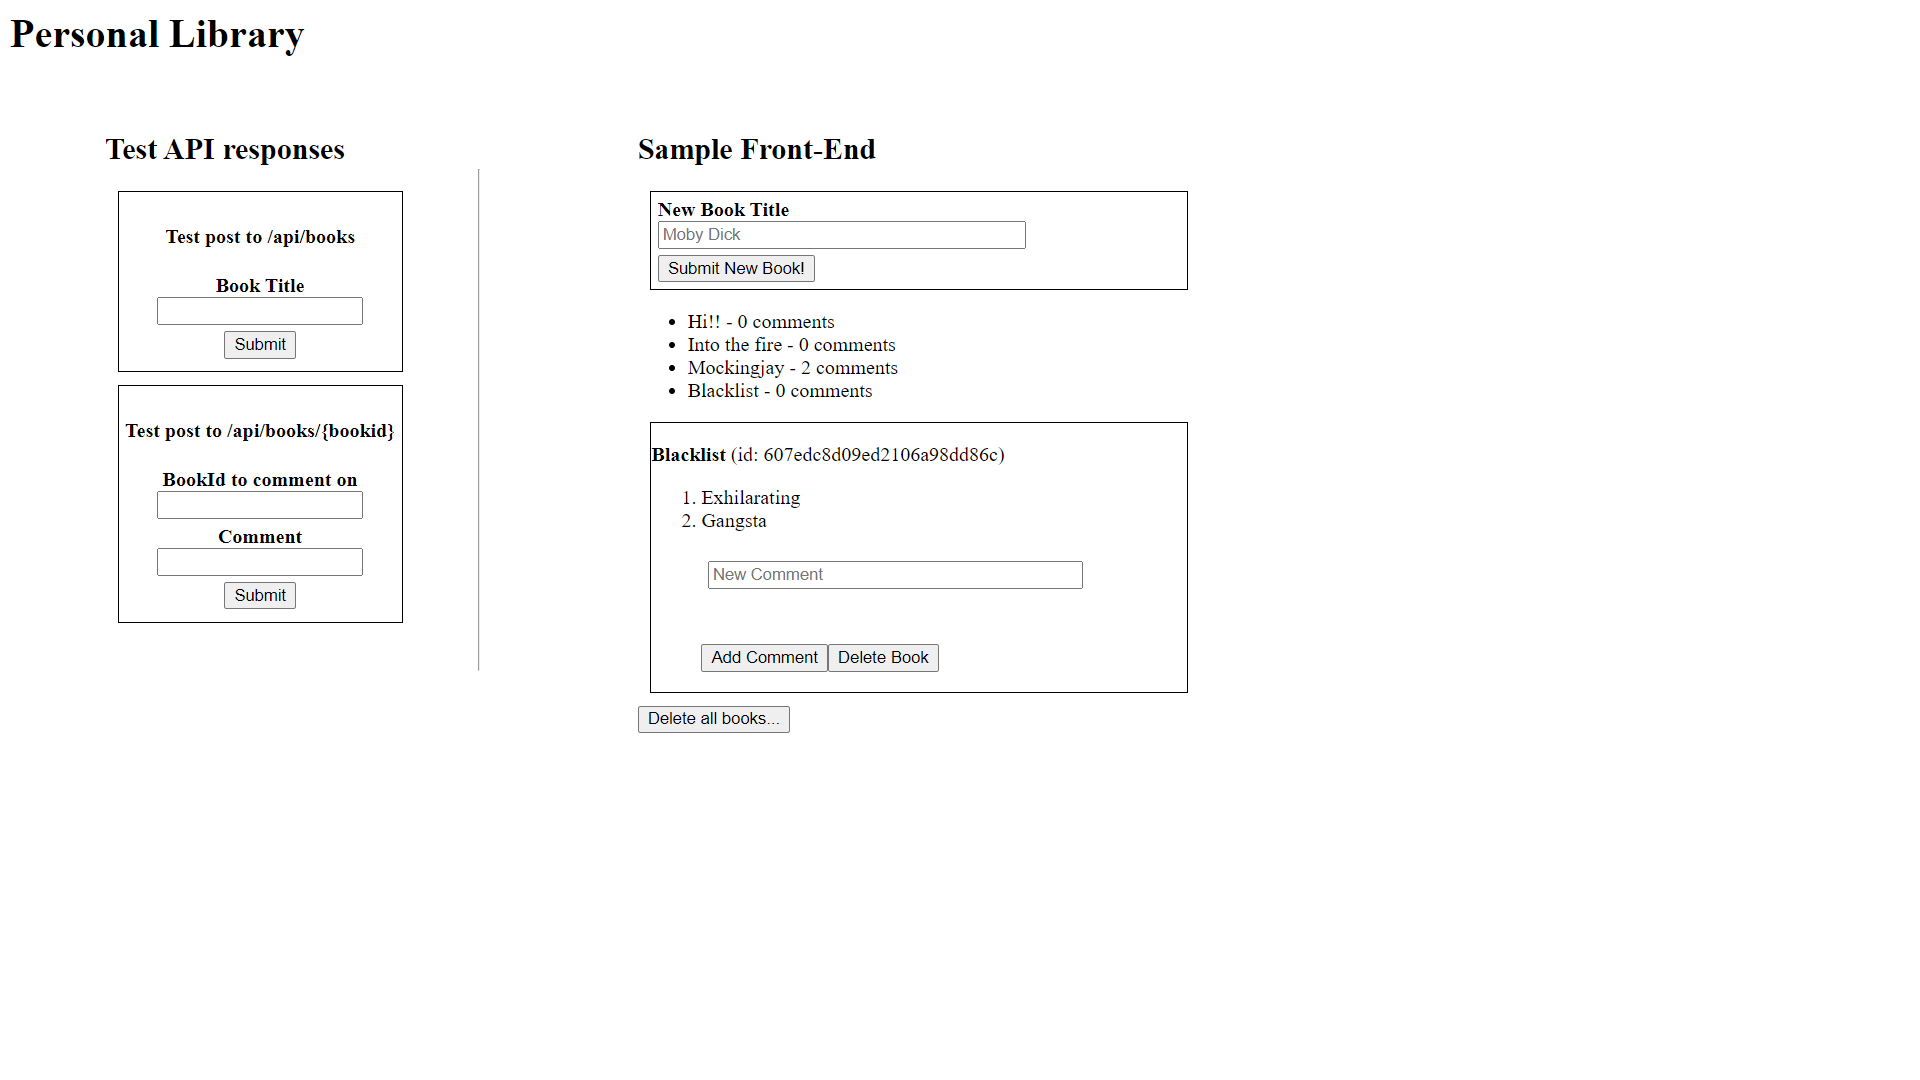 Personal Library
Test API responses
Test post to /api/books
Book Title
Submit
Test post to /api/books/{bookid}
BookId to comment on
Comment
Submit
Sample Front-End
New Book Title
Moby Dick
Submit New Book!
• Hi!! - 0 comments
• Into the fire - 0 comments
• Mockingjay - 2 comments
• Blacklist - 0 comments
Blacklist (id: 607edc8d09ed2106a98dd86c)
1. Exhilarating
2. Gangsta
New Comment
Add Comment Delete Book
Delete all books...